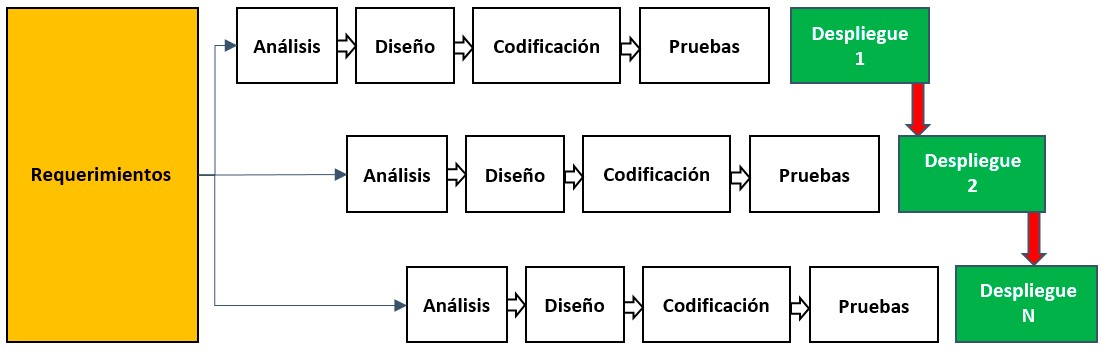 Requerimientos
Análisis
Diseño
Codificación
Pruebas
Despliegue
1
Análisis
Diseño
Codificación
Pruebas
Despliegue
2
Análisis
Diseño
Codificación
Pruebas
Despliegue
N